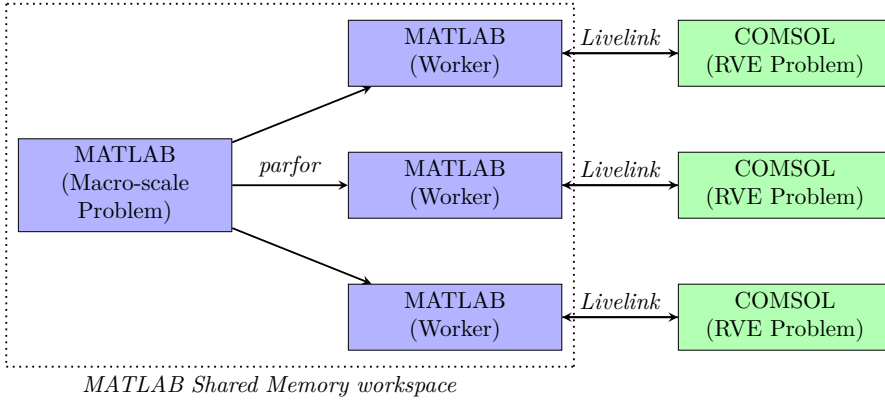 MATLAB
(Worker)
Livelink
COMSOL
(RVE Problem)
MATLAB
(Macro-scale
Problem)
parfor
MATLAB
(Worker)
Livelink
COMSOL
(RVE Problem)
MATLAB
(Worker)
Livelink
COMSOL
(RVE Problem)
MATLAB Shared Memory workspace